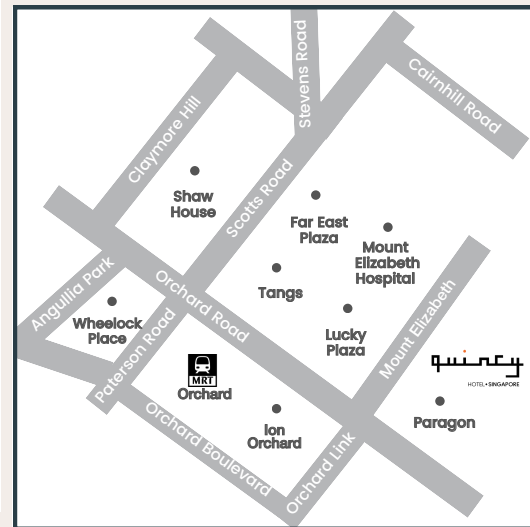 Stevens Road
Cairnhill Road
Claymore Hill
Scotts Road
Shaw
House
Far East
Plaza
Mount
Elizabeth
Hospital
Tangs
Angullia Park
Orchard Road
Wheelock
Place
Paterson Road
Lucky
Plaza
Mount Elizabeth
quincy
HOTEL • SINGAPORE
MRT
Orchard
Paragon
Ion
Orchard
Orchard Boulevard
Orchard Link